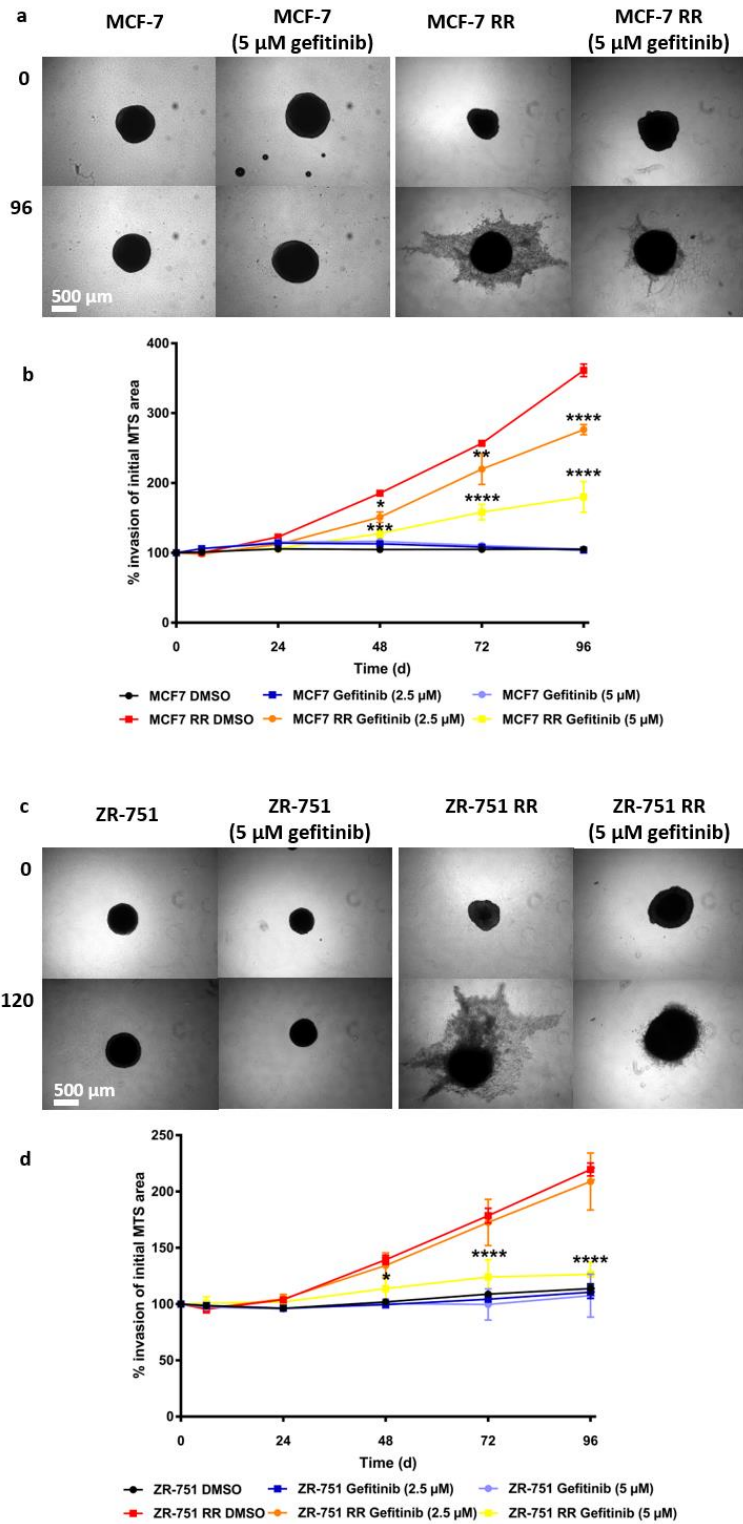 a
MCF-7
MCF-7
(5 µM gefitinib)
MCF-7 RR
MCF-7 RR
(5 µM gefitinib)
0
96
500 µm
b
% invasion of initial MTS area
400
300
200
100
0
*
***
**
****
****
****
0 24 48 72 96
Time (d)
MCF7 DMSO MCF7 Gefitinib (2.5 µM) MCF7 Gefitinib (5 µM)
MCF7 RR DMSO MCF7 RR Gefitinib (2.5 µM) MCF7 RR Gefitinib (5 µM)
c
ZR-751
ZR-751
(5 µM gefitinib)
ZR-751 RR
ZR-751 RR
(5 µM gefitinib)
0
120
500 µm
d
% invasion of initial MTS area
250
200
150
100
50
0
*
****
****
0 24 48 72 96
Time (d)
ZR-751 DMSO ZR-751 Gefitinib (2.5 µM) ZR-751 Gefitinib (5 µM)
ZR-751 RR DMSO ZR-751 RR Gefitinib (2.5 µM) ZR-751 RR Gefitinib (5 µM)